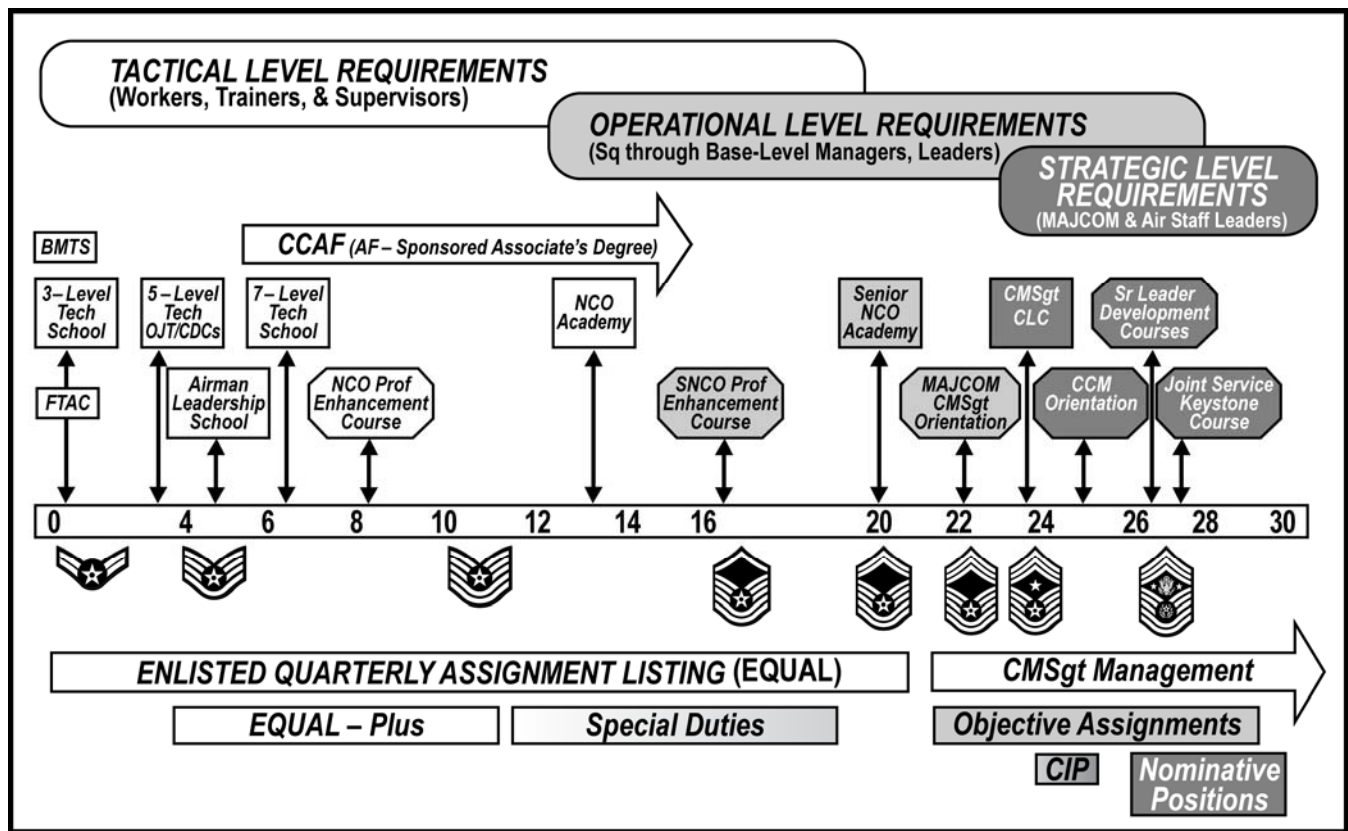 TACTICAL LEVEL REQUIREMENTS
(Workers, Trainers, & Supervisors)
OPERATIONAL LEVEL REQUIREMENTS
(Sq through Base-Level Managers, Leaders)
STRATEGIC LEVEL
REQUIREMENTS
(MAJCOM & Air Staff Leaders)
CCAF (AF – Sponsored Associate's Degree)
BMTS
3– Level
Tech
School
5 – Level
Tech
OJT/CDCs
7– Level
Tech
School
NCO
Academy
Senior
NCO
Academy
CMSgt
CLC
Sr Leader
Development
Courses
FTAC
Airman
Leadership
School
NCO Prof
Enhancement
Course
SNCO Prof
Enhancement
Course
MAJCOM
CMSgt
Orientation
CCM
Orientation
Joint Service
Keystone
Course
0 4 6 8 10 12 14 16 20 22 24 26 28 30
ENLISTED QUARTERLY ASSIGNMENT LISTING (EQUAL)
CMSgt Management
EQUAL – Plus
Special Duties
Objective Assignments
CIP
Nominative
Positions